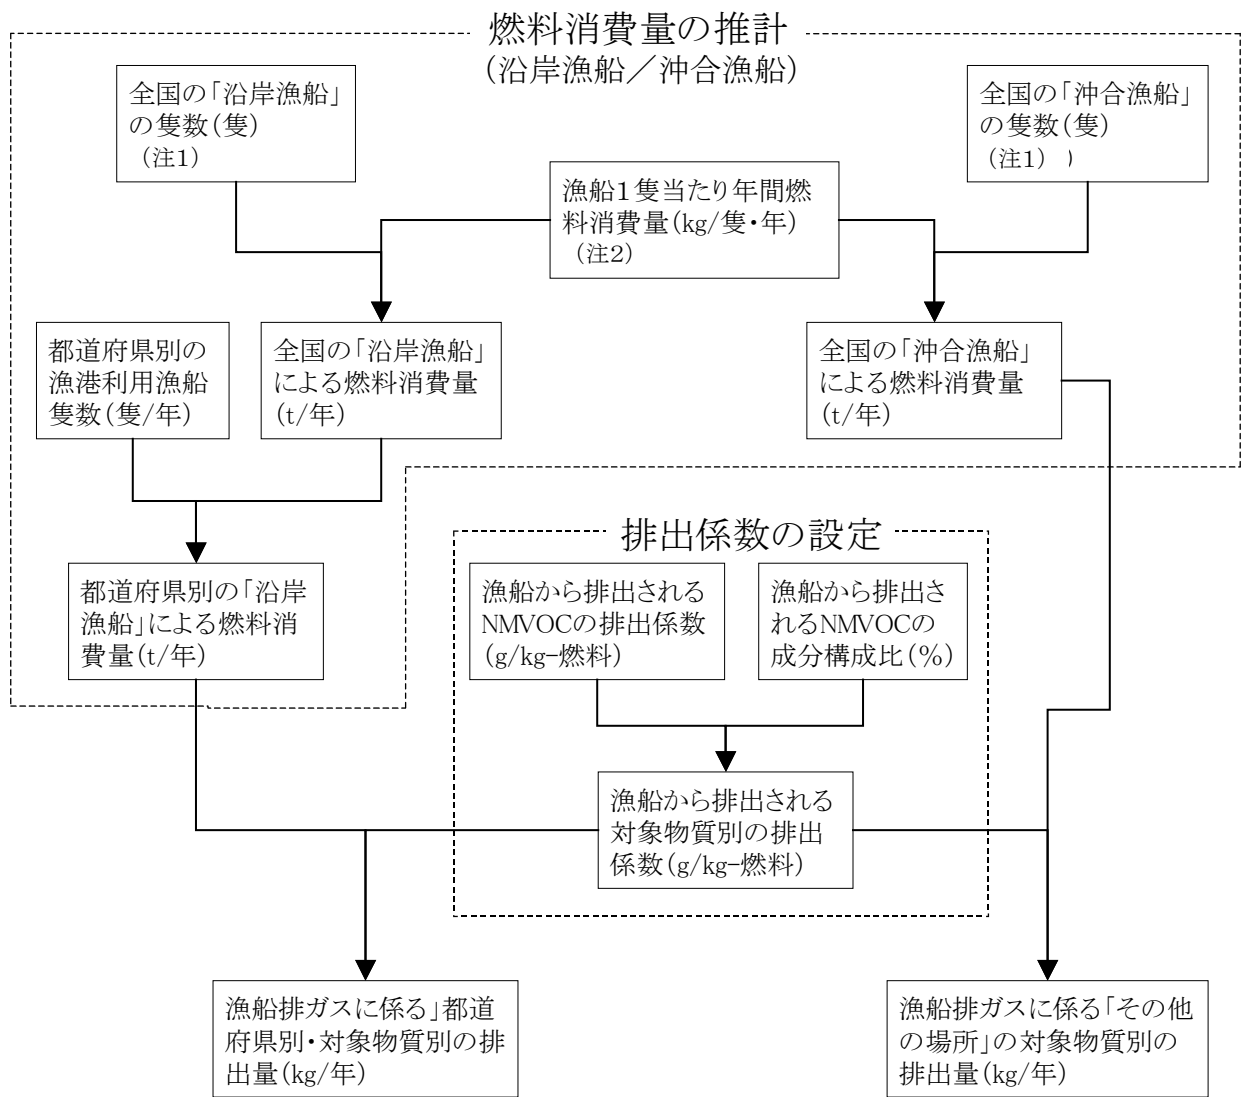 燃料消費量の推計
(沿岸漁船／沖合漁船)
全国の「沿岸漁船」
の隻数(隻)
(注1)
全国の「沖合漁船」
の隻数(隻)
(注1) )
漁船1隻当たり年間燃
料消費量(kg/隻・年)
(注2)
都道府県別の
漁港利用漁船
隻数(隻/年)
全国の「沿岸漁船」
による燃料消費量
(t/年)
全国の「沖合漁船」
による燃料消費量
(t/年)
排出係数の設定
都道府県別の「沿岸
漁船」による燃料消
費量(t/年)
漁船から排出される
NMVOCの排出係数
(g/kg-燃料)
漁船から排出さ
れるNMVOCの
成分構成比(%)
漁船から排出される
対象物質別の排出
係数(g/kg-燃料)
漁船排ガスに係る」都道
府県別・対象物質別の排
出量(kg/年)
漁船排ガスに係る「その他
の場所」の対象物質別の
排出量(kg/年)